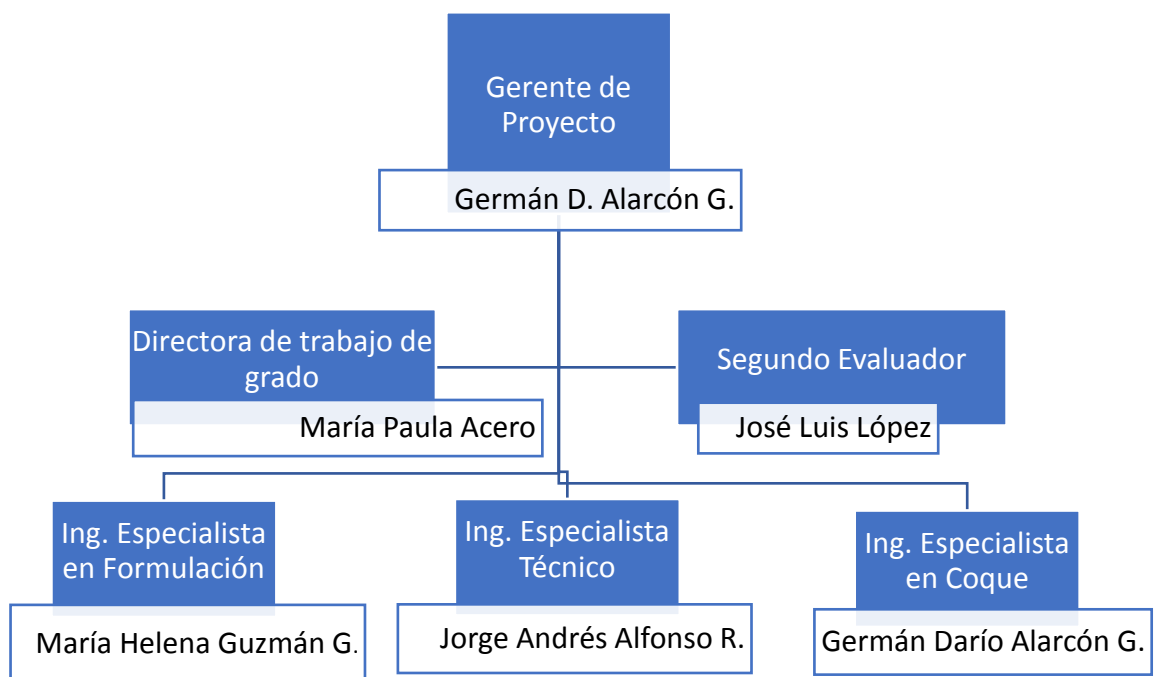 Gerente de
Proyecto
Germán D. Alarcón G.
Directora de trabajo de
grado
María Paula Acero
Segundo Evaluador
José Luis López
Ing. Especialista
en Formulación
María Helena Guzmán G.
Ing. Especialista
Técnico
Jorge Andrés Alfonso R.
Ing. Especialista
en Coque
Germán Darío Alarcón G.